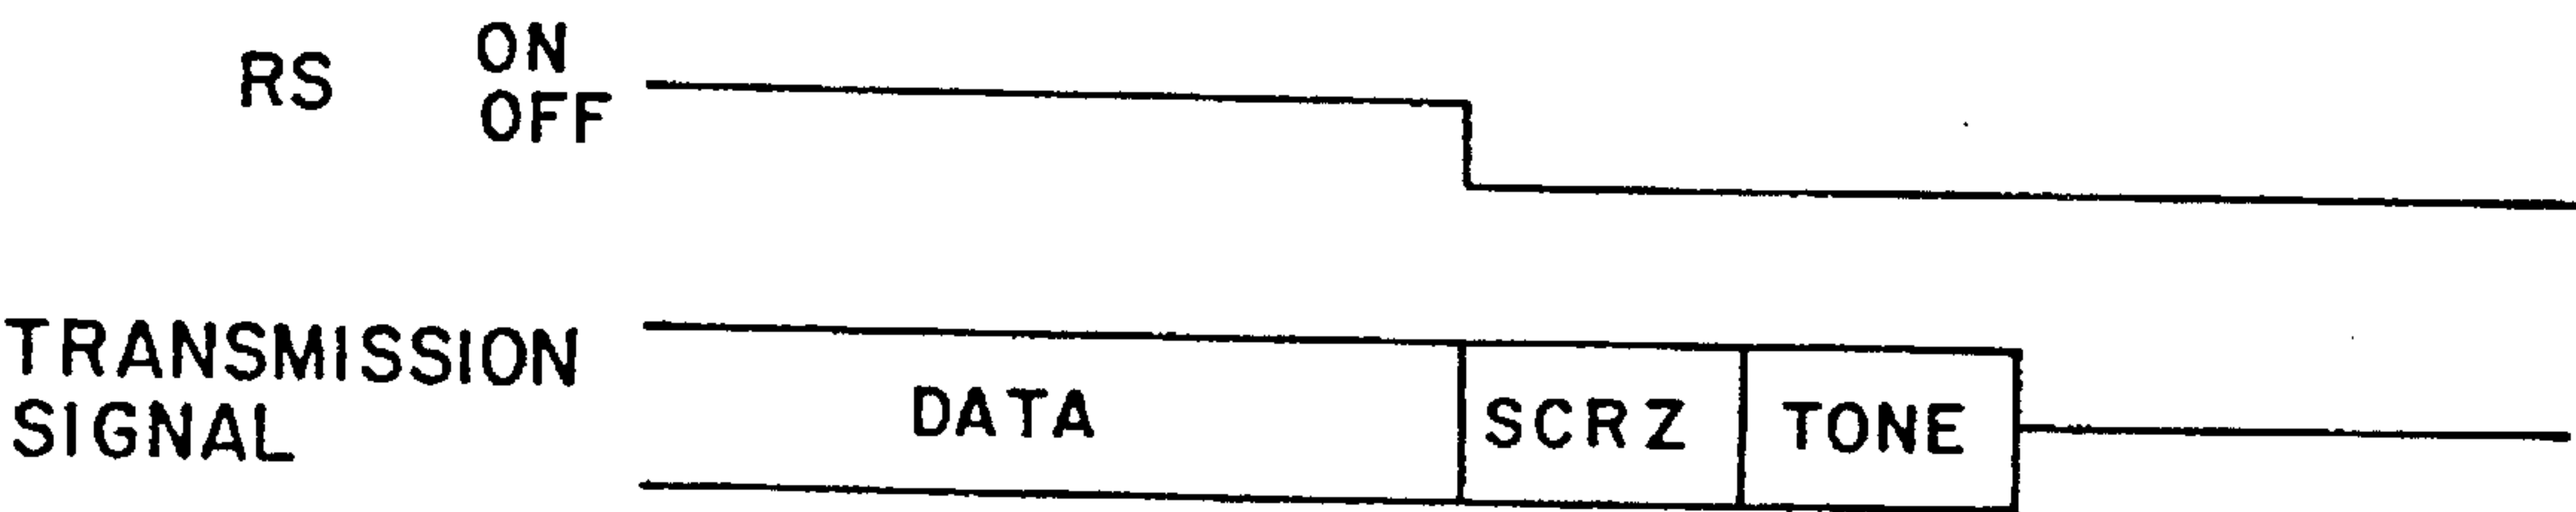 RS ON
OFF
TRANSMISSION
SIGNAL
DATA SCRZ TONE